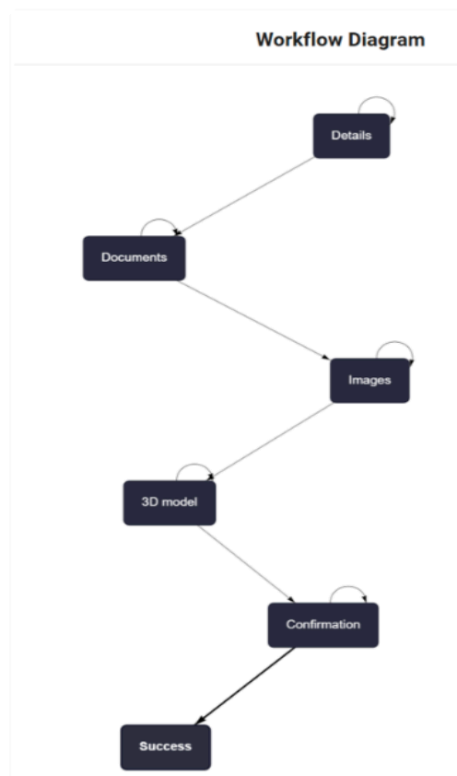 Workflow Diagram
Details
Documents
Images
3D model
Confirmation
Success